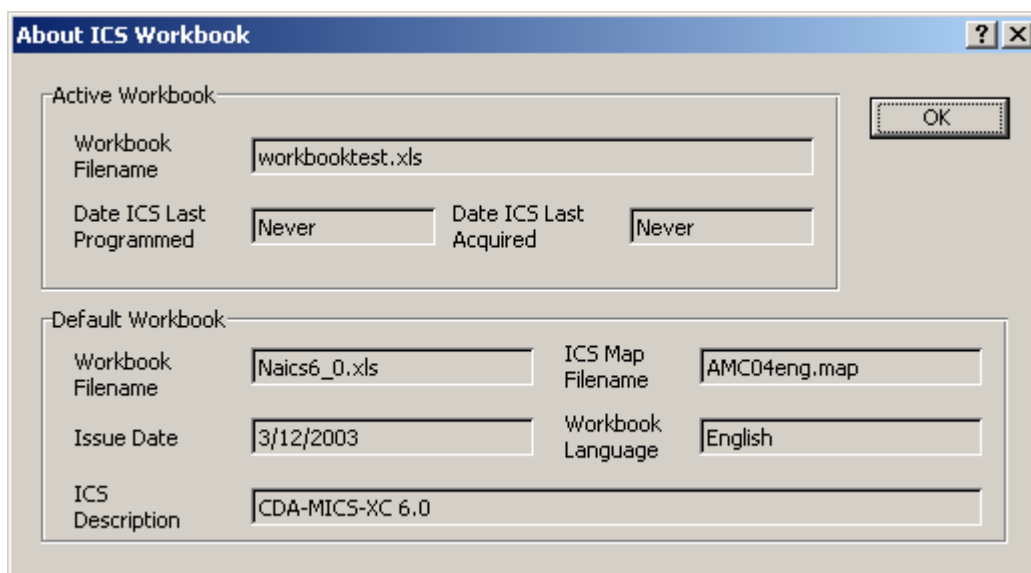 About ICS Workbook
Active Workbook
OK
Workbook
Filename
workbooktest.xls
Date ICS Last
Programmed
Never
Date ICS Last
Acquired
Never
Default Workbook
Workbook
Filename
Naics6_0.xls
ICS Map
Filename
AMC04eng.map
Issue Date
3/12/2003
Workbook
Language
English
ICS
Description
CDA-MICS-XC 6.0